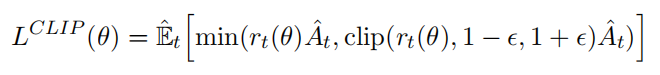 L^{CLIP}(θ) = Ê_t[min(r_t(θ)Â_t, clip(r_t(θ), 1 − ϵ, 1 + ϵ)Â_t)]